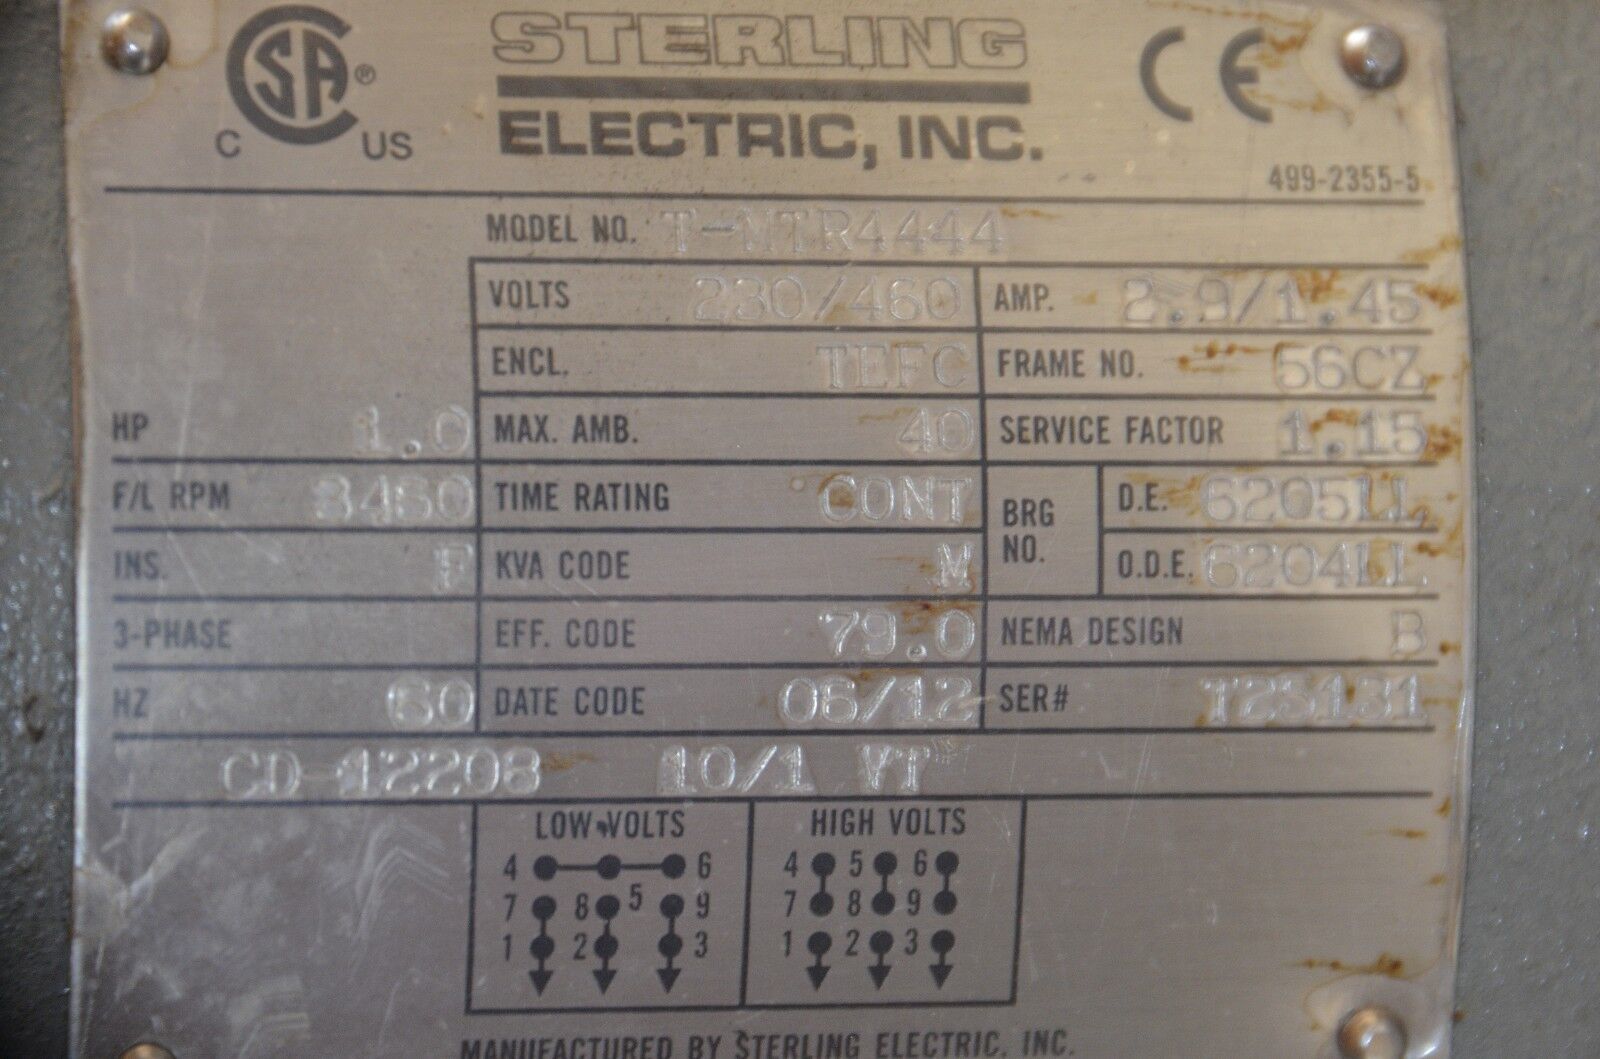 CSA ®
C US
STERLING
ELECTRIC, INC.
CE
499-2355-5
MODEL NO. T-MTR4444
VOLTS 230/460 AMP. 2.9/1.45
ENCL. TEFC FRAME NO. 56CZ
HP 1.0 MAX. AMB. 40 SERVICE FACTOR 1.15
F/L RPM 3450 TIME RATING CONT BRG NO. D.E. 6205LL
INS. F KVA CODE M O.D.E. 6204LL
3-PHASE EFF. CODE 79.0 NEMA DESIGN B
HZ 60 DATE CODE 06/12 SER# T25131
CD-12208 10/1 VT
LOW VOLTS HIGH VOLTS
4 6 4 5 6
7 8 5 9 7 8 9
1 2 3 1 2 3
MANUFACTURED BY STERLING ELECTRIC, INC.